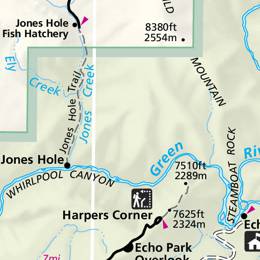 Jones Hole
Fish Hatchery
8380ft
2554m
Ely
Creek
Jones Hole Trail
Jones Creek
MOUNTAIN
Jones Hole
WHIRLPOOL CANYON
Green
7510ft
2289m
STEAMBOAT ROCK
Harpers Corner
7625ft
2324m
Echo Park
Overlook
7mi